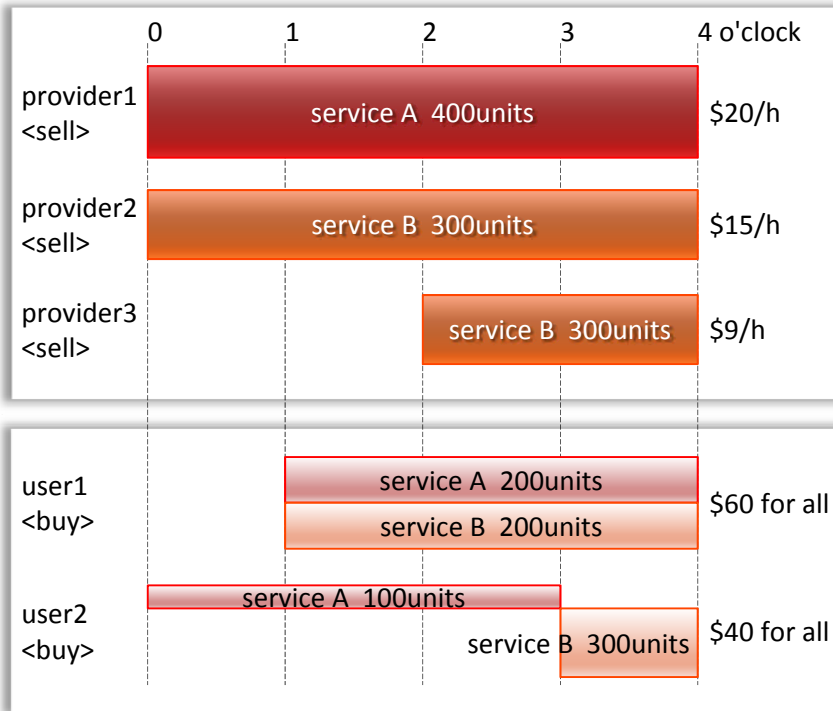 0 1 2 3 4 o'clock
provider1
<sell>
service A 400units
$20/h
provider2
<sell>
service B 300units
$15/h
provider3
<sell>
service B 300units
$9/h
user1
<buy>
service A 200units
service B 200units
$60 for all
user2
<buy>
service A 100units
service B 300units
$40 for all